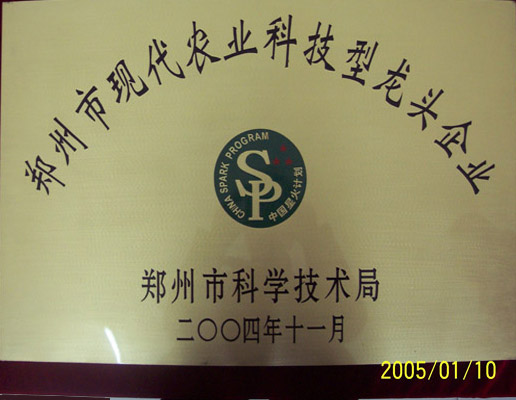 郑州市现代农业科技型龙头企业
CHINA SPARK PROGRAM
SP
中国星火计划
郑州市科学技术局
二〇〇四年十一月
2005/01/10